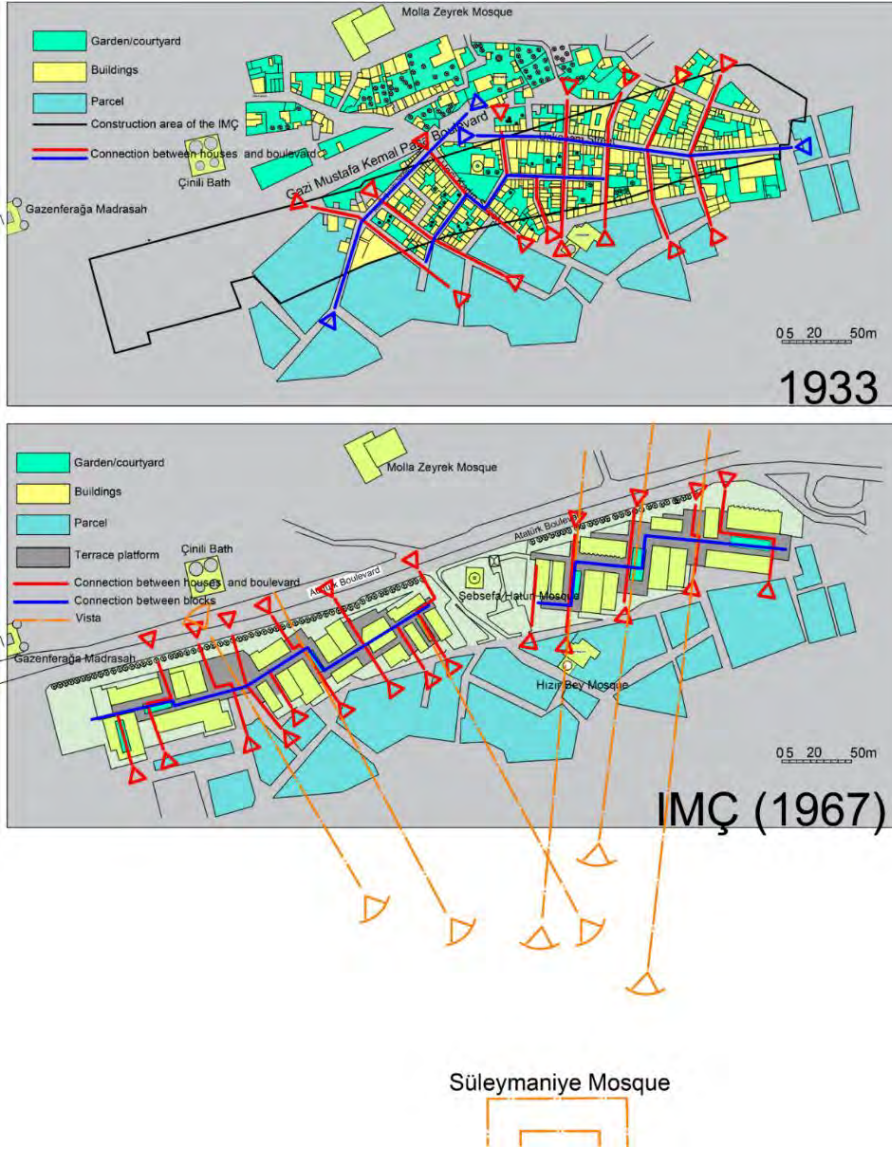 Molla Zeyrek Mosque
Garden/courtyard
Buildings
Parcel
Construction area of the IMÇ
Connection between houses and boulevard
Gazi Mustafa Kemal Paşa Boulevard
Çinili Bath
Gazenferağa Madrasah
0 5 20 50m
1933
Garden/courtyard
Molla Zeyrek Mosque
Buildings
Parcel
Terrace platform
Çinili Bath
Atatürk Boulevard
Connection between houses and boulevard
Atatürk Boulevard
Connection between blocks
Şebsefa Hatun Mosque
Vista
Gazenferağa Madrasah
Hızır Bey Mosque
0 5 20 50m
IMÇ (1967)
Süleymaniye Mosque